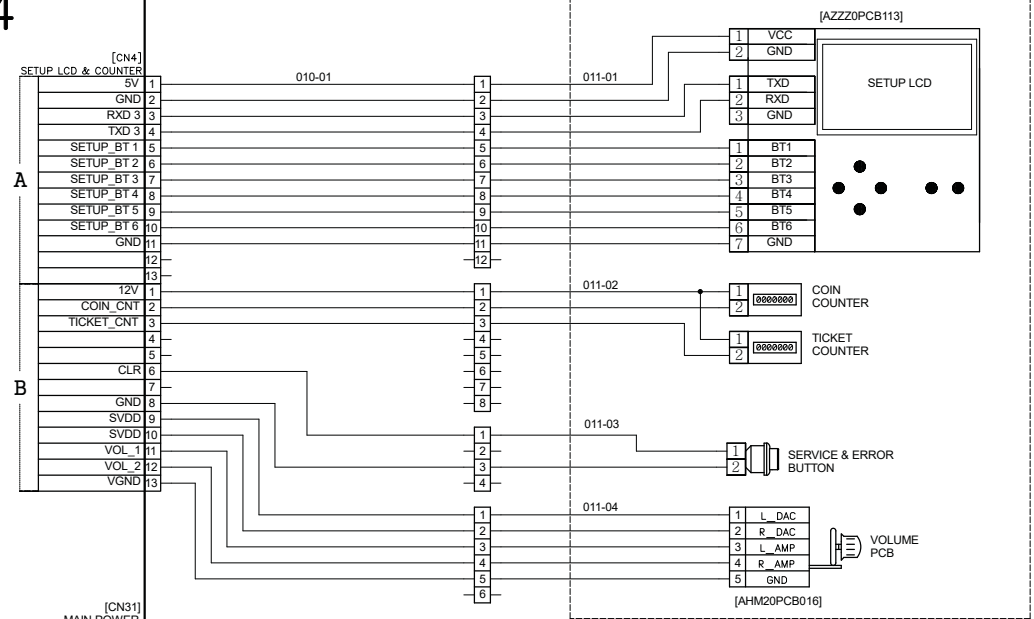 4
[AZZZ0PCB113]
[CN4]
SETUP LCD & COUNTER
010-01
011-01
A
5V 1
GND 2
RXD 3 3
TXD 3 4
SETUP_BT 1 5
SETUP_BT 2 6
SETUP_BT 3 7
SETUP_BT 4 8
SETUP_BT 5 9
SETUP_BT 6 10
GND 11
12
13
B
12V 1
COIN_CNT 2
TICKET_CNT 3
4
5
CLR 6
7
GND 8
SVDD 9
SVDD 10
VOL_1 11
VOL_2 12
VGND 13
1
2
3
4
5
6
7
8
9
10
11
12
1
2
3
4
5
6
7
8
1
2
3
4
1
2
3
4
5
6
1 VCC
2 GND
1 TXD
2 RXD
3 GND
1 BT1
2 BT2
3 BT3
4 BT4
5 BT5
6 BT6
7 GND
SETUP LCD
011-02
1
2
0000000
COIN
COUNTER
1
2
0000000
TICKET
COUNTER
011-03
1
2
SERVICE & ERROR
BUTTON
011-04
1 L_DAC
2 R_DAC
3 L_AMP
4 R_AMP
5 GND
VOLUME
PCB
[AHM20PCB016]
[CN31]
MAIN POWER